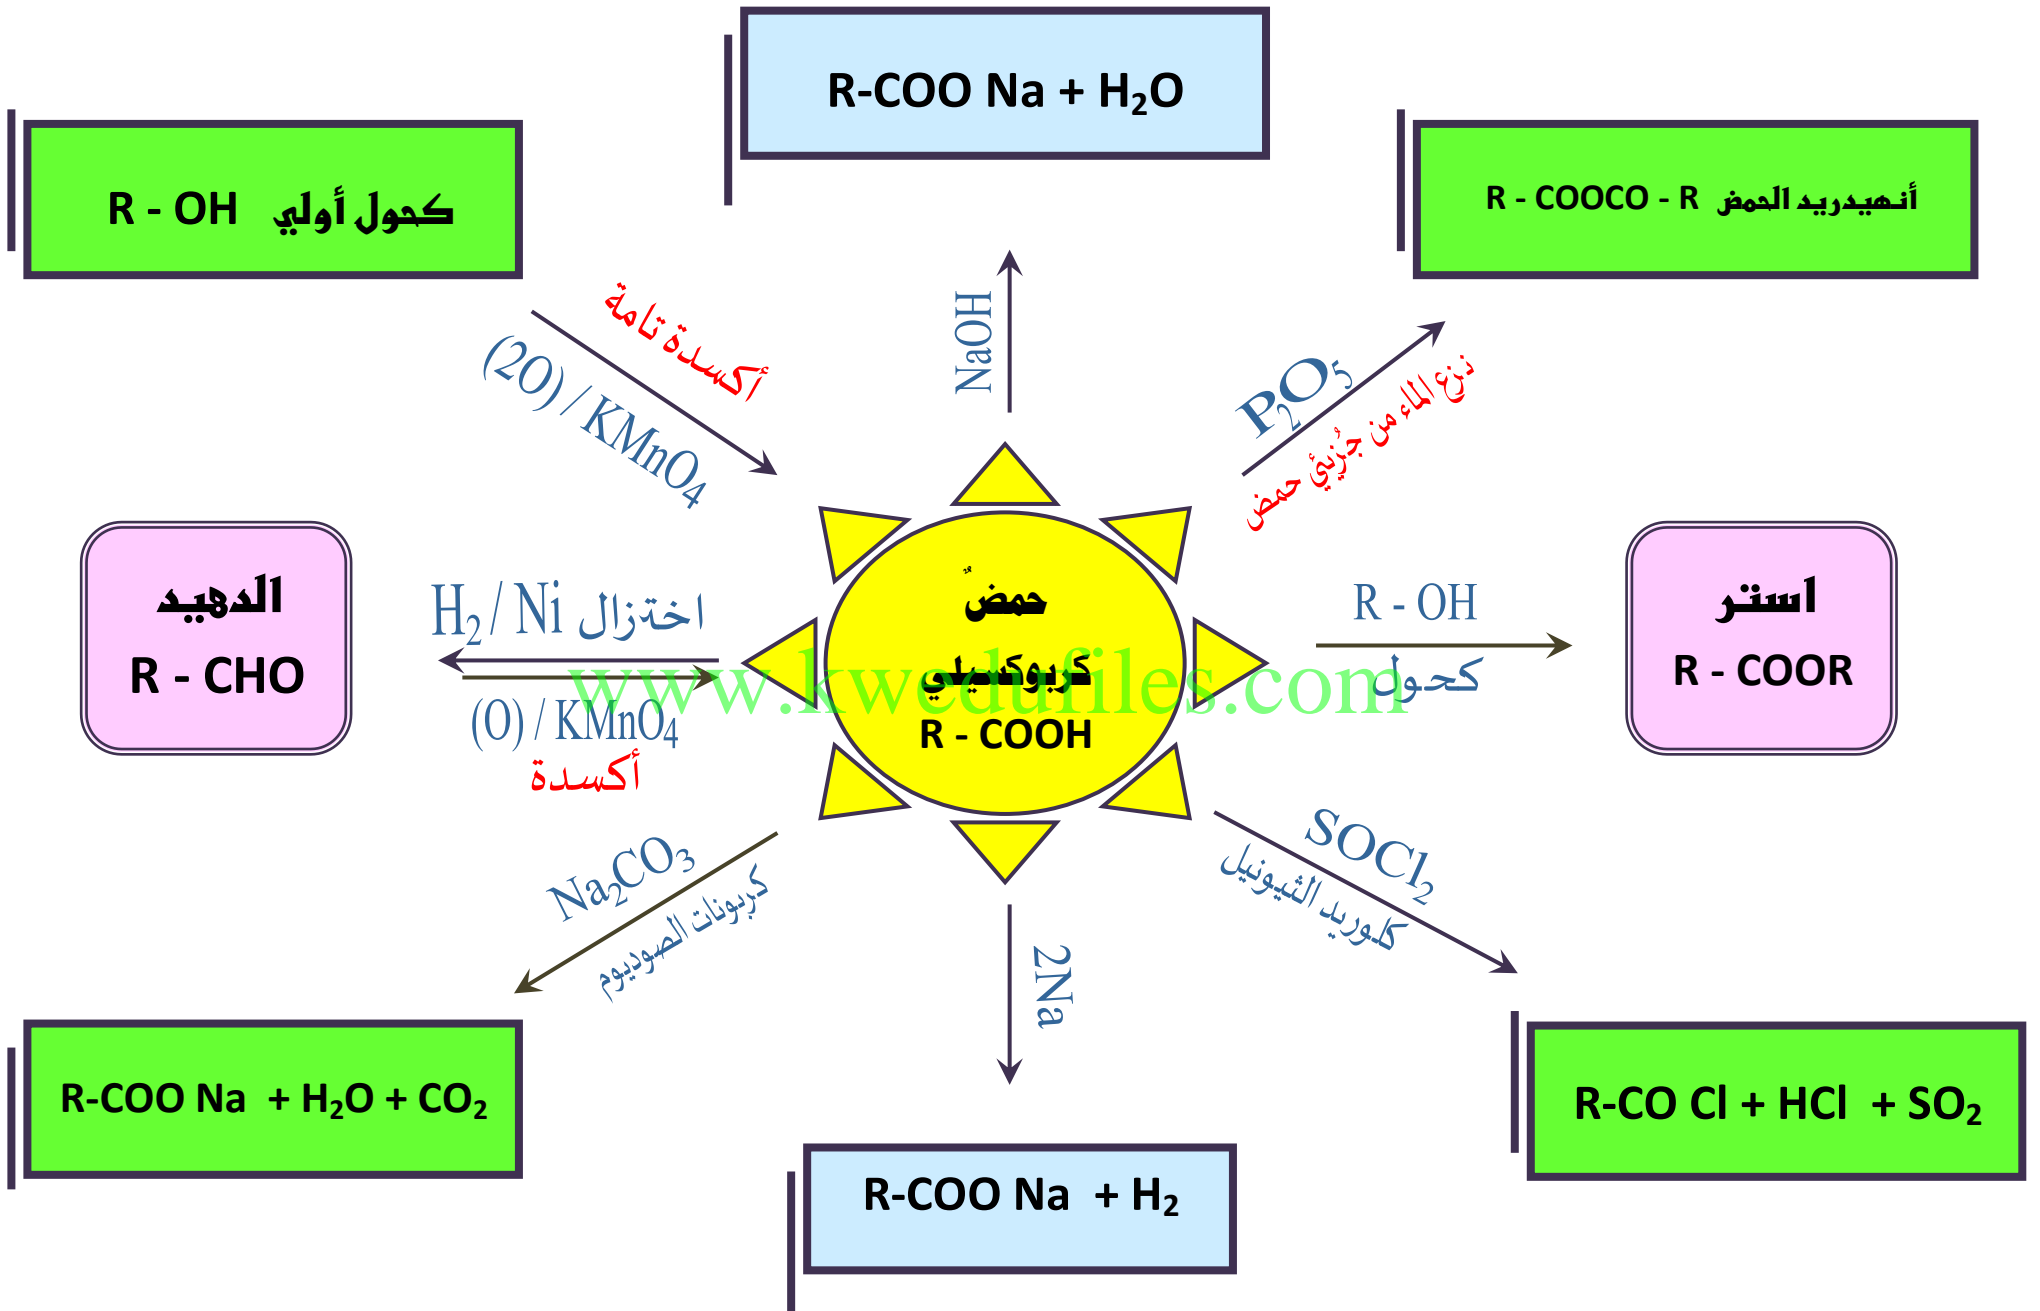 R-COO Na + H₂O
R - OH كحول أولي
R - COOCO - R أنهيدريد الحمض
أكسدة تامة
(2O) / KMnO₄
NaOH
P₂O₅
نزع الماء من جُزيئي حمض
الدهيد
R - CHO
H₂ / Ni اختزال
(O) / KMnO₄
أكسدة
حمضٌ
كربوكسيلي
R - COOH
www.kwedufiles.com
R - OH
كحول
استر
R - COOR
Na₂CO₃
كربونات الصوديوم
2Na
SOCl₂
كلوريد الثيونيل
R-COO Na + H₂O + CO₂
R-COO Na + H₂
R-CO Cl + HCl + SO₂